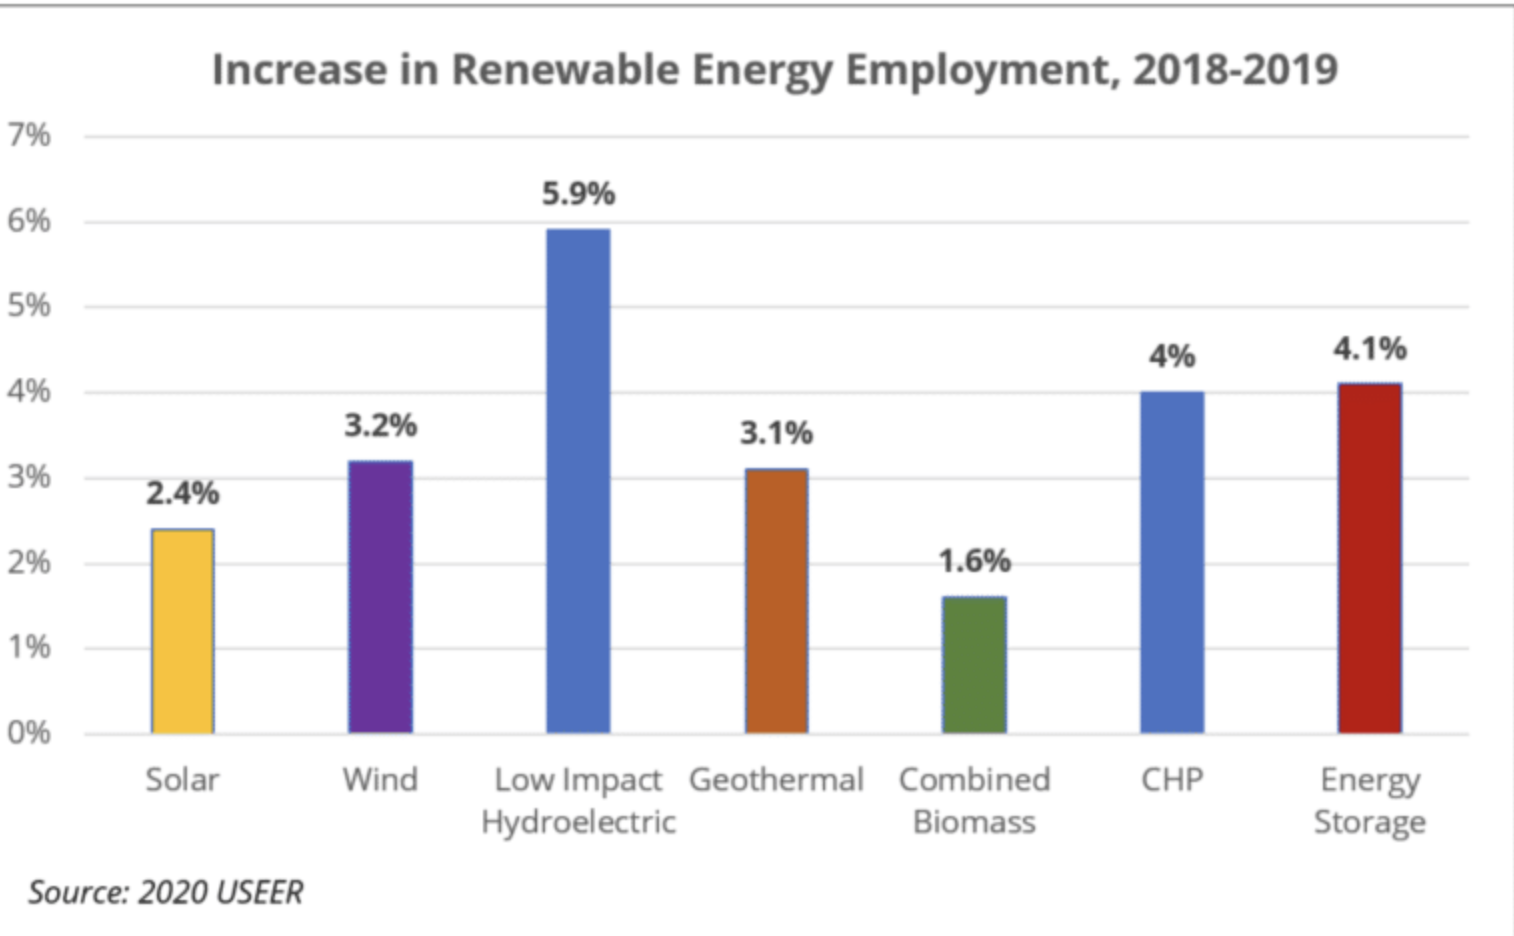 Increase in Renewable Energy Employment, 2018-2019
7%
6%
5%
4%
3%
2%
1%
0%
2.4%
3.2%
5.9%
3.1%
1.6%
4%
4.1%
Solar
Wind
Low Impact
Hydroelectric
Geothermal
Combined
Biomass
CHP
Energy
Storage
Source: 2020 USEER